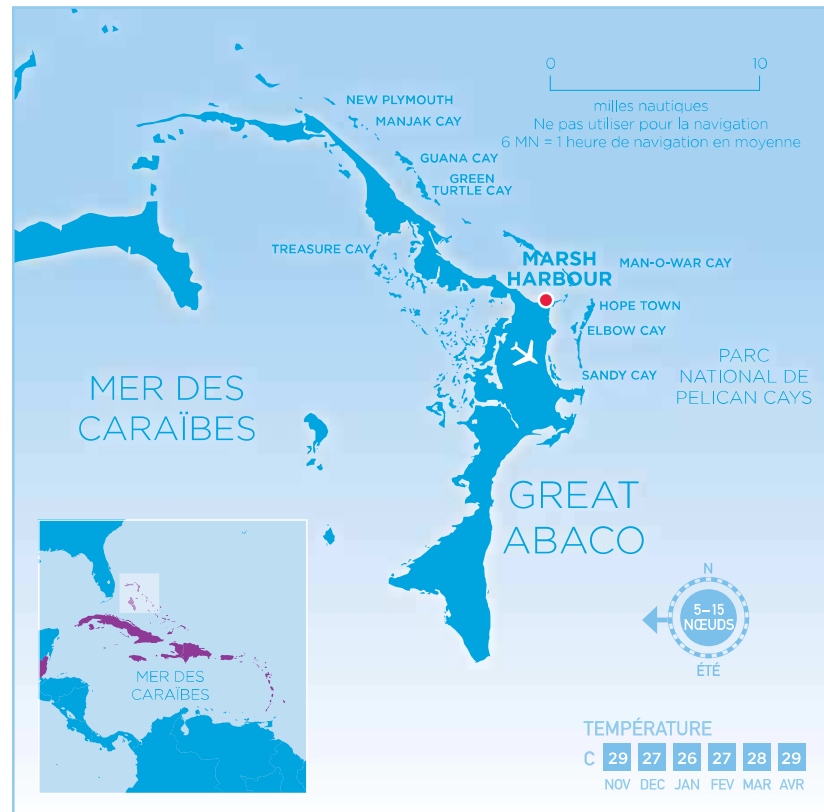 0 10
milles nautiques
Ne pas utiliser pour la navigation
6 MN = 1 heure de navigation en moyenne
NEW PLYMOUTH
MANJAK CAY
GUANA CAY
GREEN
TURTLE CAY
TREASURE CAY
MARSH
HARBOUR
MAN-O-WAR CAY
HOPE TOWN
ELBOW CAY
SANDY CAY
PARC
NATIONAL DE
PELICAN CAYS
MER DES
CARAÏBES
GREAT
ABACO
MER DES
CARAÏBES
N
5–15
NŒUDS
ÉTÉ
TEMPÉRATURE
C 29 27 26 27 28 29
NOV DEC JAN FEV MAR AVR